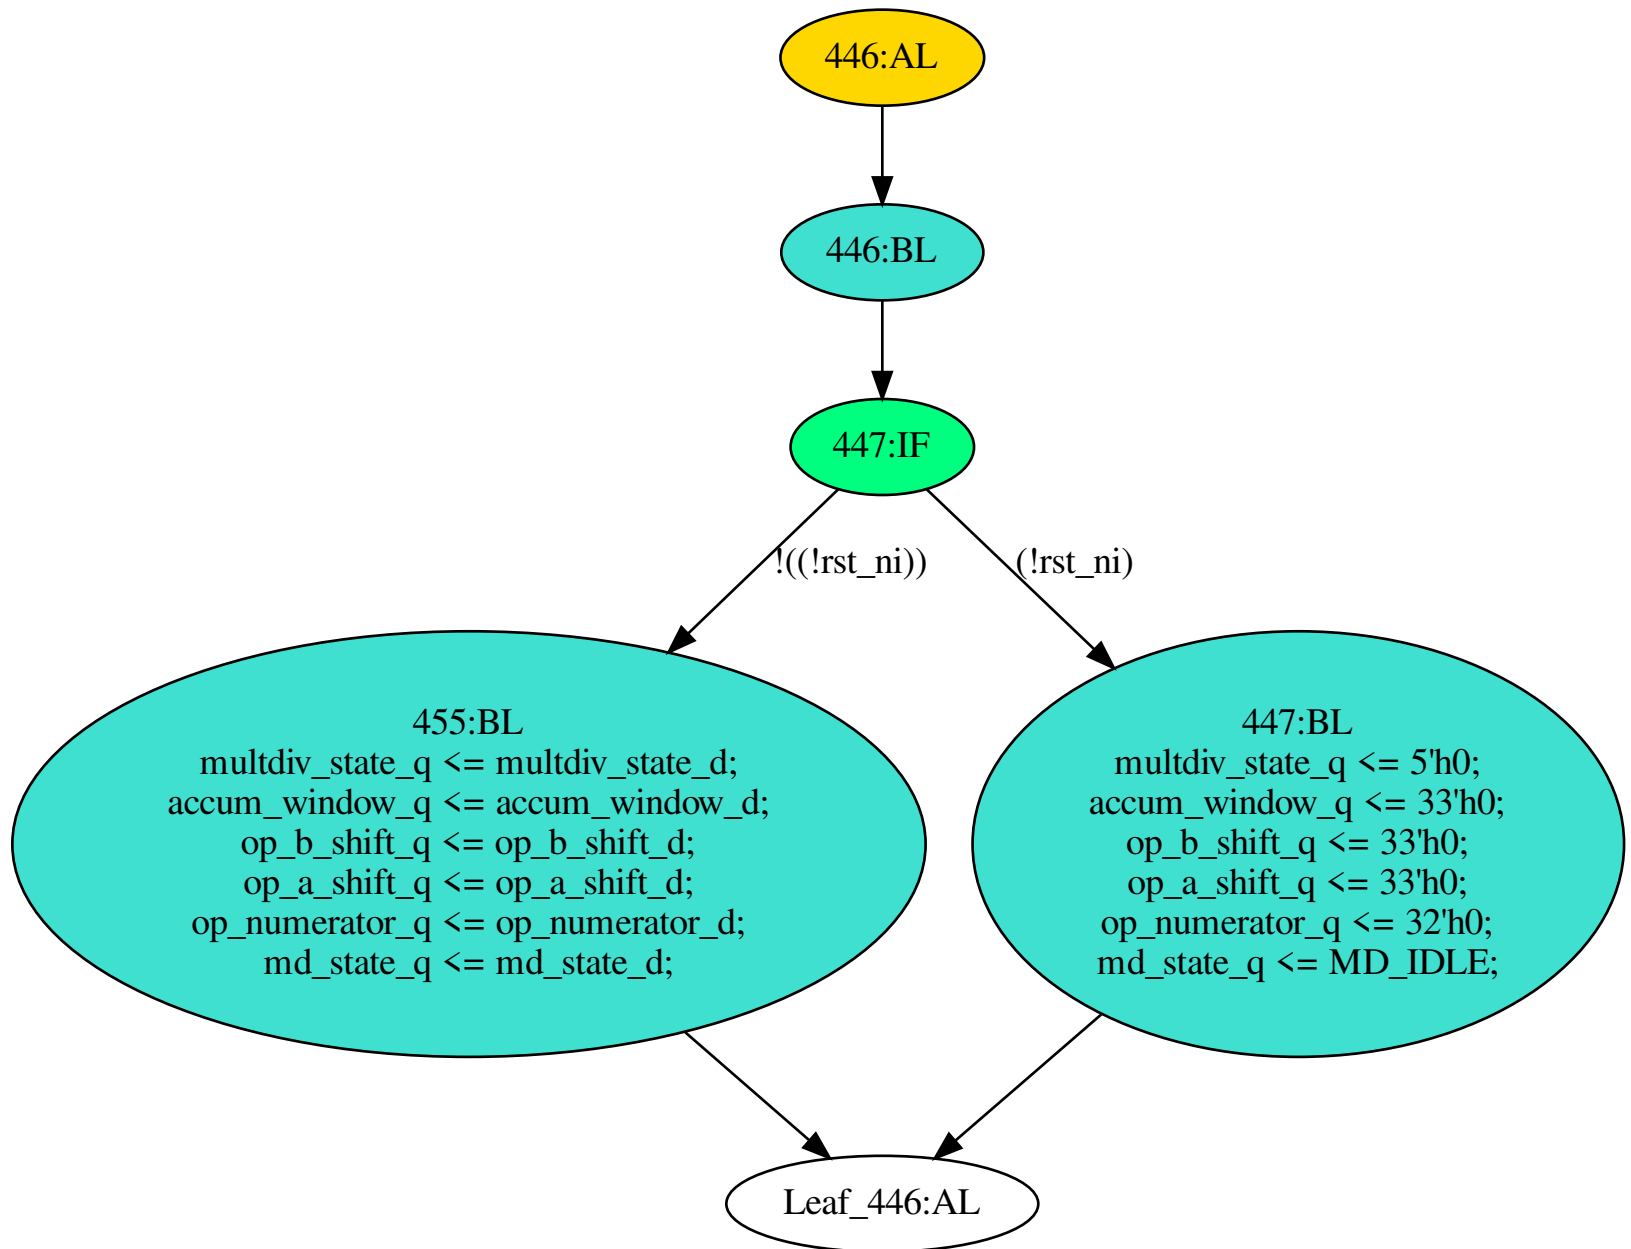 446:AL
446:BL
447:IF
!((!rst_ni))
(!rst_ni)
455:BL
multdiv_state_q <= multdiv_state_d;
accum_window_q <= accum_window_d;
op_b_shift_q <= op_b_shift_d;
op_a_shift_q <= op_a_shift_d;
op_numerator_q <= op_numerator_d;
md_state_q <= md_state_d;
447:BL
multdiv_state_q <= 5'h0;
accum_window_q <= 33'h0;
op_b_shift_q <= 33'h0;
op_a_shift_q <= 33'h0;
op_numerator_q <= 32'h0;
md_state_q <= MD_IDLE;
Leaf_446:AL